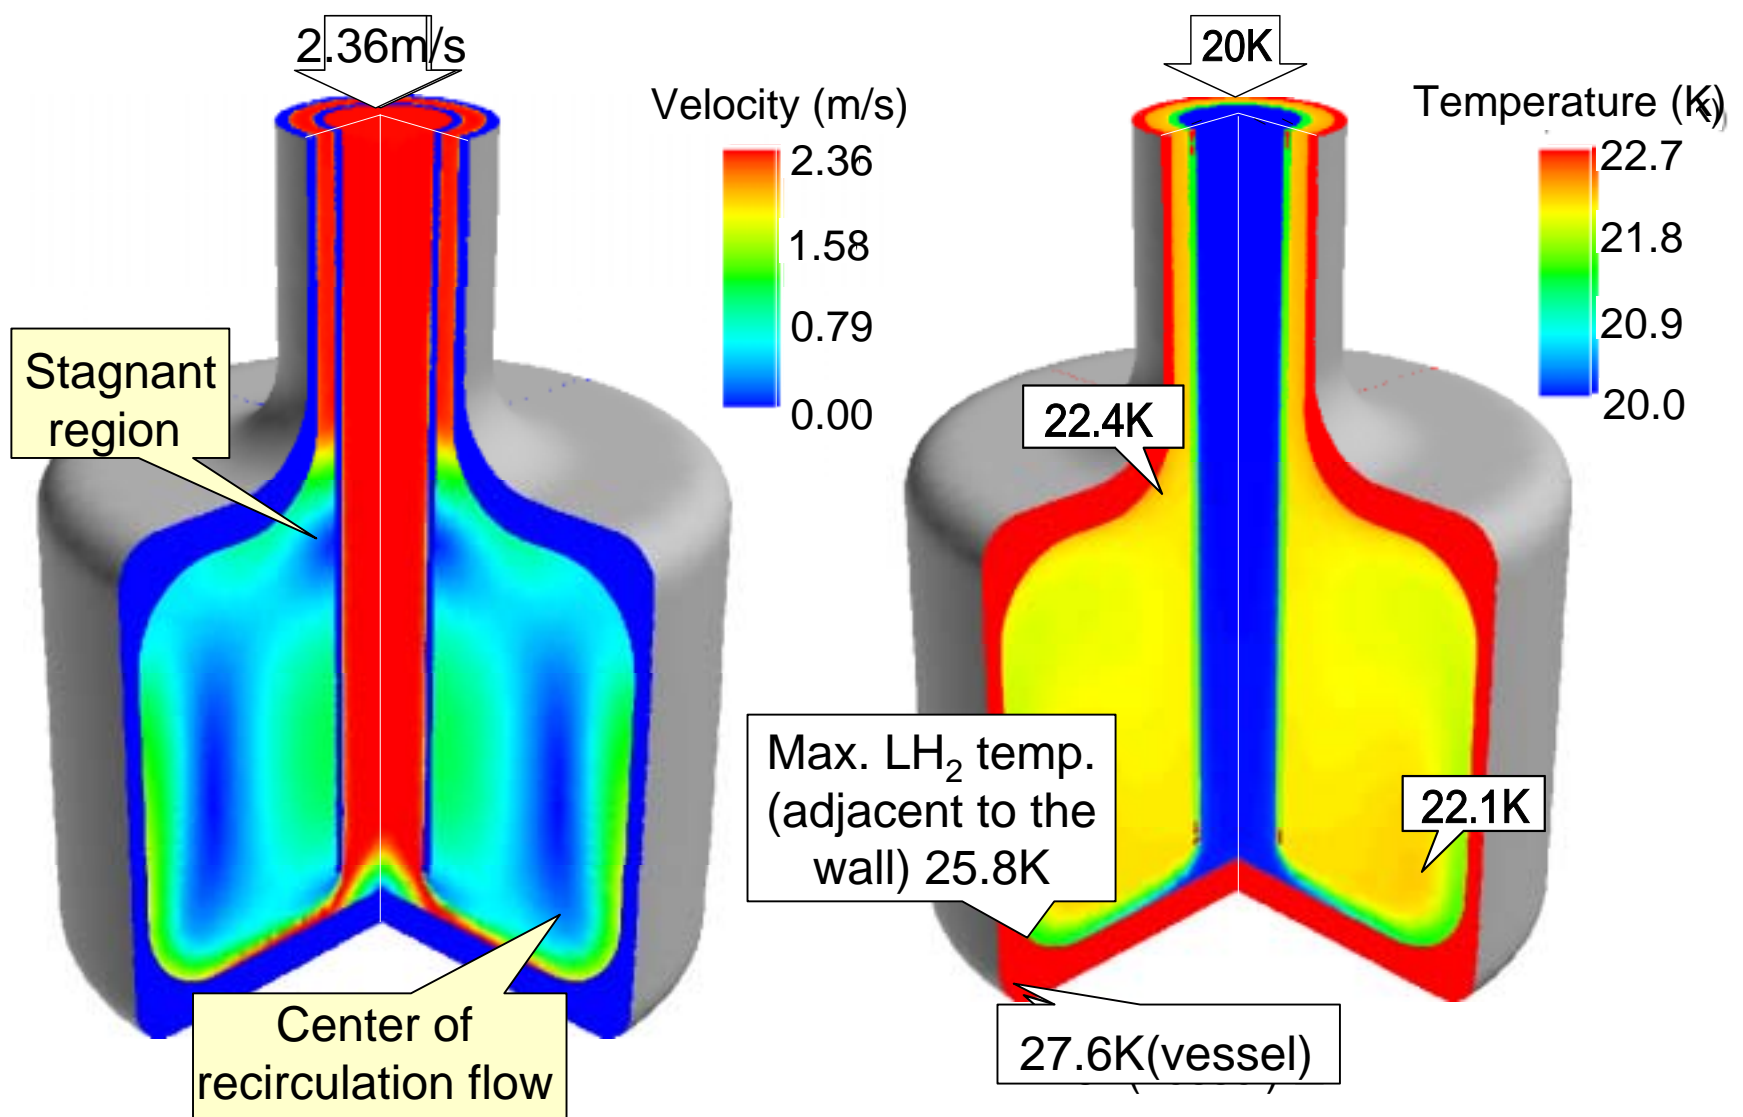 2.36m/s
Velocity (m/s)
2.36
1.58
0.79
0.00
Stagnant
region
Center of
recirculation flow
20K
Temperature (K)
22.7
21.8
20.9
20.0
22.4K
Max. LH₂ temp.
(adjacent to the
wall) 25.8K
22.1K
27.6K(vessel)